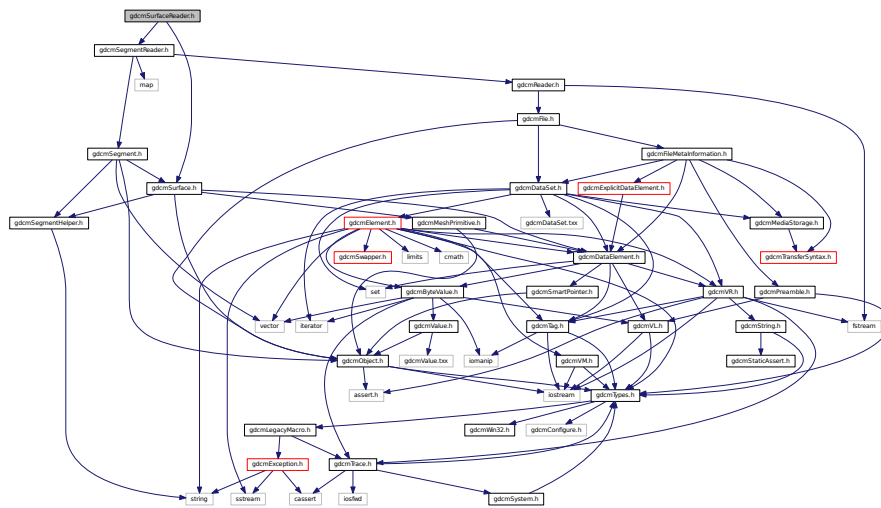 gdcmSurfaceReader.h
gdcmSegmentReader.h
map
gdcmReader.h
gdcmFile.h
gdcmSegment.h
gdcmFileMetaInformation.h
gdcmSurface.h
gdcmDataSet.h
gdcmExplicitDataElement.h
gdcmSegmentHelper.h
gdcmElement.h
gdcmMeshPrimitive.h
gdcmDataSet.txx
gdcmMediaStorage.h
gdcmSwapper.h
limits
cmath
gdcmDataElement.h
gdcmTransferSyntax.h
set
gdcmByteValue.h
gdcmSmartPointer.h
gdcmVR.h
gdcmPreamble.h
vector
iterator
gdcmValue.h
gdcmTag.h
gdcmVL.h
gdcmString.h
fstream
gdcmObject.h
gdcmValue.txx
iomanip
gdcmVM.h
gdcmStaticAssert.h
assert.h
iostream
gdcmTypes.h
gdcmLegacyMacro.h
gdcmWin32.h
gdcmConfigure.h
gdcmException.h
gdcmTrace.h
string
sstream
cassert
iosfwd
gdcmSystem.h